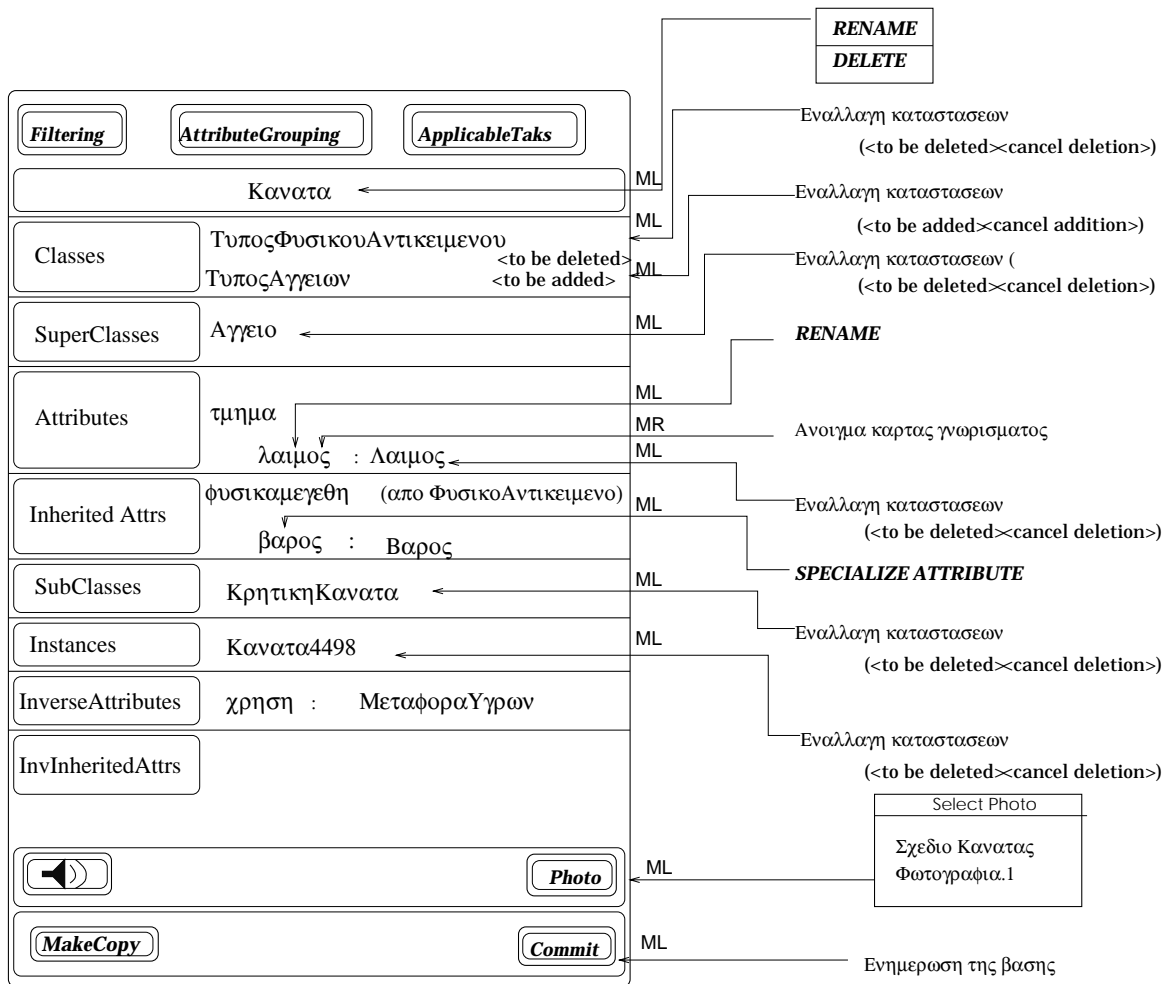 RENAME
DELETE
Filtering AttributeGrouping ApplicableTaks
Εναλλαγη καταστασεων
(<to be deleted><cancel deletion>)
Κανατα ML
Εναλλαγη καταστασεων
(<to be added><cancel addition>)
ML
Classes ΤυποςΦυσικουΑντικειμενου
<to be deleted>
ΤυποςΑγγειων <to be added> ML
Εναλλαγη καταστασεων (
(<to be deleted><cancel deletion>)
SuperClasses Αγγειο ML
RENAME
Attributes τμημα ML
MR Ανοιγμα καρτας γνωρισματος
λαιμος : Λαιμος ML
Inherited Attrs φυσικαμεγεθη (απο ΦυσικοΑντικειμενο) ML
Εναλλαγη καταστασεων
(<to be deleted><cancel deletion>)
βαρος : Βαρος
SPECIALIZE ATTRIBUTE
SubClasses ΚρητικηΚανατα ML
Instances Κανατα4498 ML
Εναλλαγη καταστασεων
(<to be deleted><cancel deletion>)
InverseAttributes χρηση : ΜεταφοραΥγρων
Εναλλαγη καταστασεων
(<to be deleted><cancel deletion>)
InvInheritedAttrs
Select Photo
Σχεδιο Κανατας
Φωτογραφια.1
Photo ML
MakeCopy Commit ML
Ενημερωση της βασης